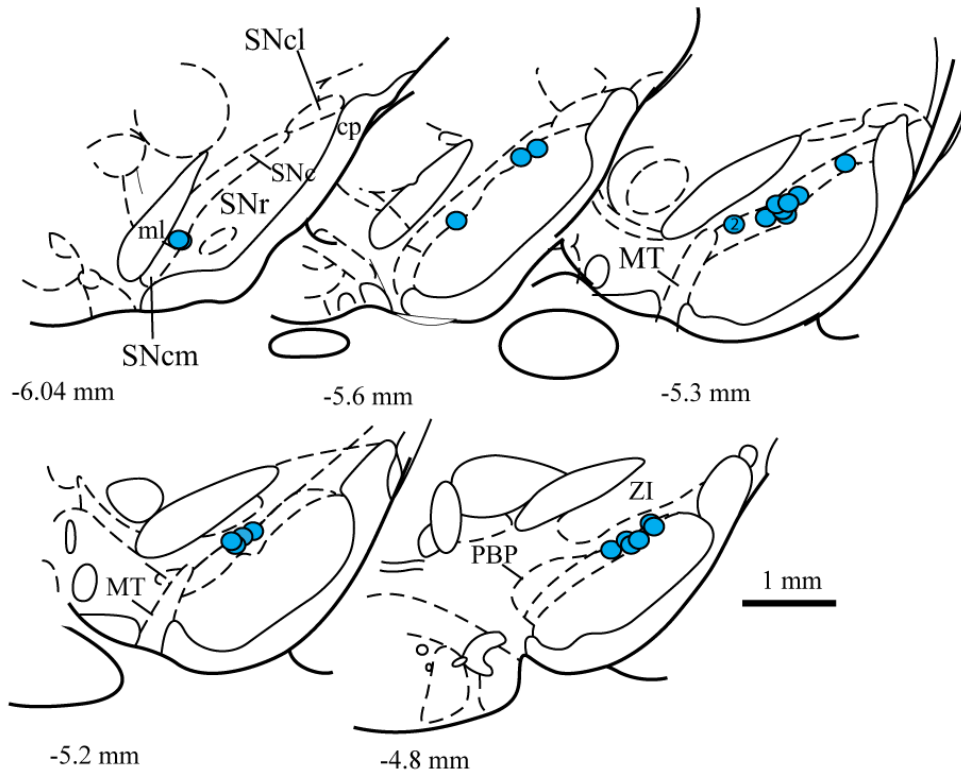 SNcl
cp
SNc
SNr
ml
SNcm
-6.04 mm
-5.6 mm
2
MT
-5.3 mm
MT
-5.2 mm
ZI
PBP
-4.8 mm
1 mm